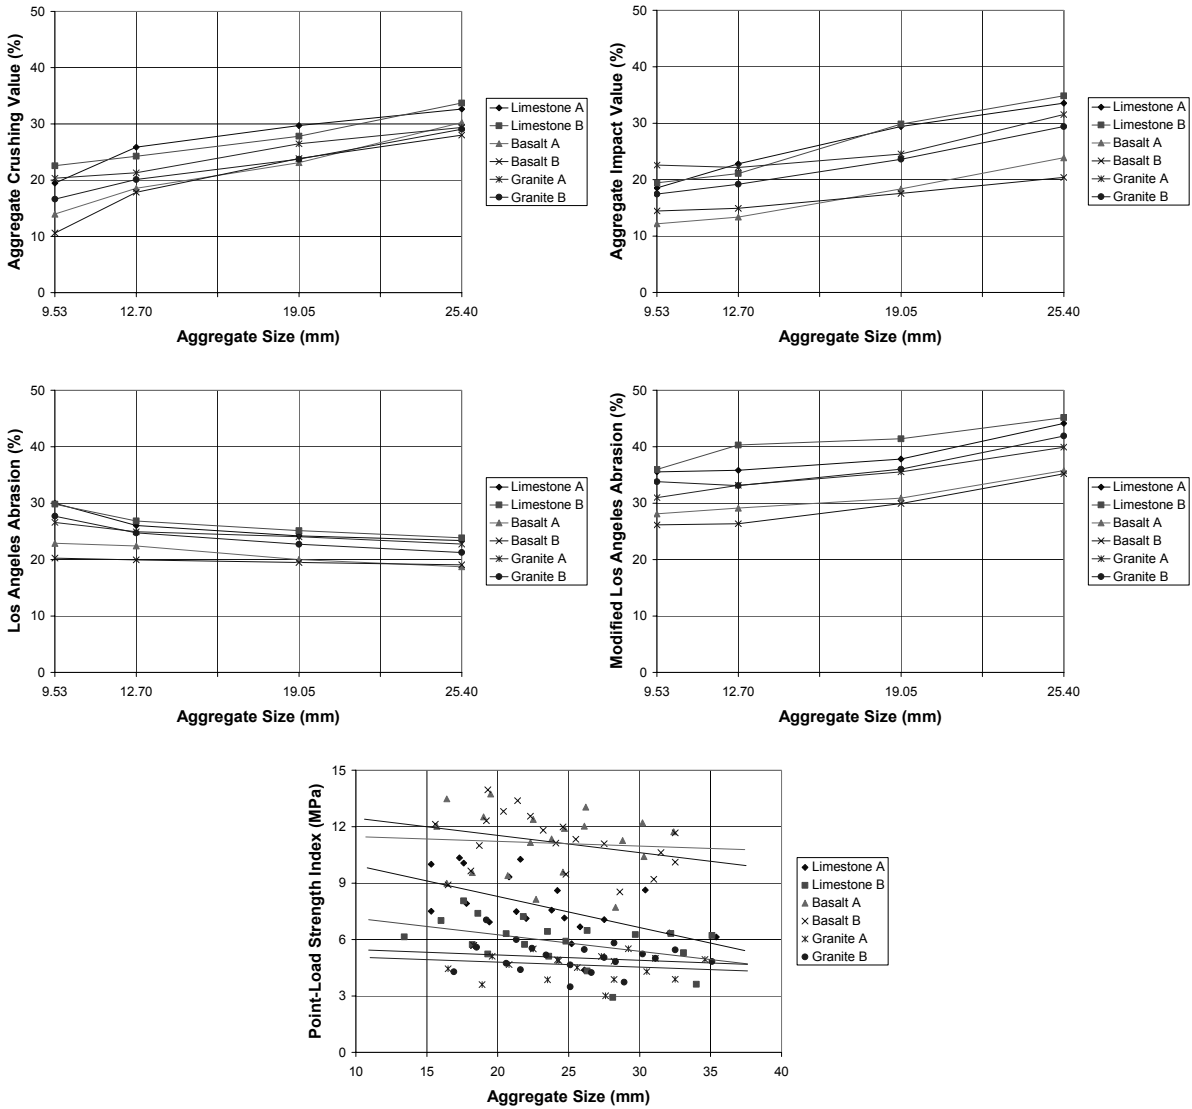 Aggregate Crushing Value (%)
50
40
30
20
10
0
9.53 12.70 19.05 25.40
Aggregate Size (mm)
Limestone A
Limestone B
Basalt A
Basalt B
Granite A
Granite B
Aggregate Impact Value (%)
50
40
30
20
10
0
9.53 12.70 19.05 25.40
Aggregate Size (mm)
Limestone A
Limestone B
Basalt A
Basalt B
Granite A
Granite B
Los Angeles Abrasion (%)
50
40
30
20
10
0
9.53 12.70 19.05 25.40
Aggregate Size (mm)
Limestone A
Limestone B
Basalt A
Basalt B
Granite A
Granite B
Modified Los Angeles Abrasion (%)
50
40
30
20
10
0
9.53 12.70 19.05 25.40
Aggregate Size (mm)
Limestone A
Limestone B
Basalt A
Basalt B
Granite A
Granite B
Point-Load Strength Index (MPa)
15
12
9
6
3
0
10 15 20 25 30 35 40
Aggregate Size (mm)
Limestone A
Limestone B
Basalt A
Basalt B
Granite A
Granite B